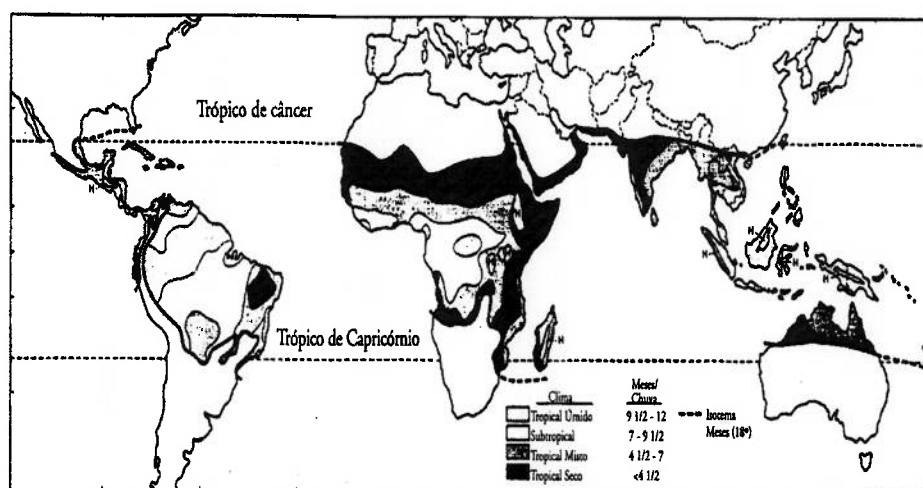 Trópico de câncer
H
H
H
H
H
H
Trópico de Capricórnio
H
Clima
Meses/
Chuva
Tropical Úmido 9 1/2 - 12
Isoterma
Subtropical 7 - 9 1/2
Meses (18º)
Tropical Misto 4 1/2 - 7
Tropical Seco <4 1/2